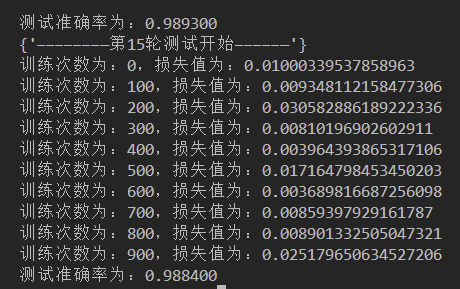 测试准确率为：0.989300
{'————————第15轮测试开始——————'}
训练次数为：0，损失值为：0.01000339537858963
训练次数为：100，损失值为：0.009348112158477306
训练次数为：200，损失值为：0.030582886189222336
训练次数为：300，损失值为：0.00810196902602911
训练次数为：400，损失值为：0.003964393865317106
训练次数为：500，损失值为：0.017164798453450203
训练次数为：600，损失值为：0.003689816687256098
训练次数为：700，损失值为：0.00859397929161787
训练次数为：800，损失值为：0.008901332505047321
训练次数为：900，损失值为：0.025179650634527206
测试准确率为：0.988400